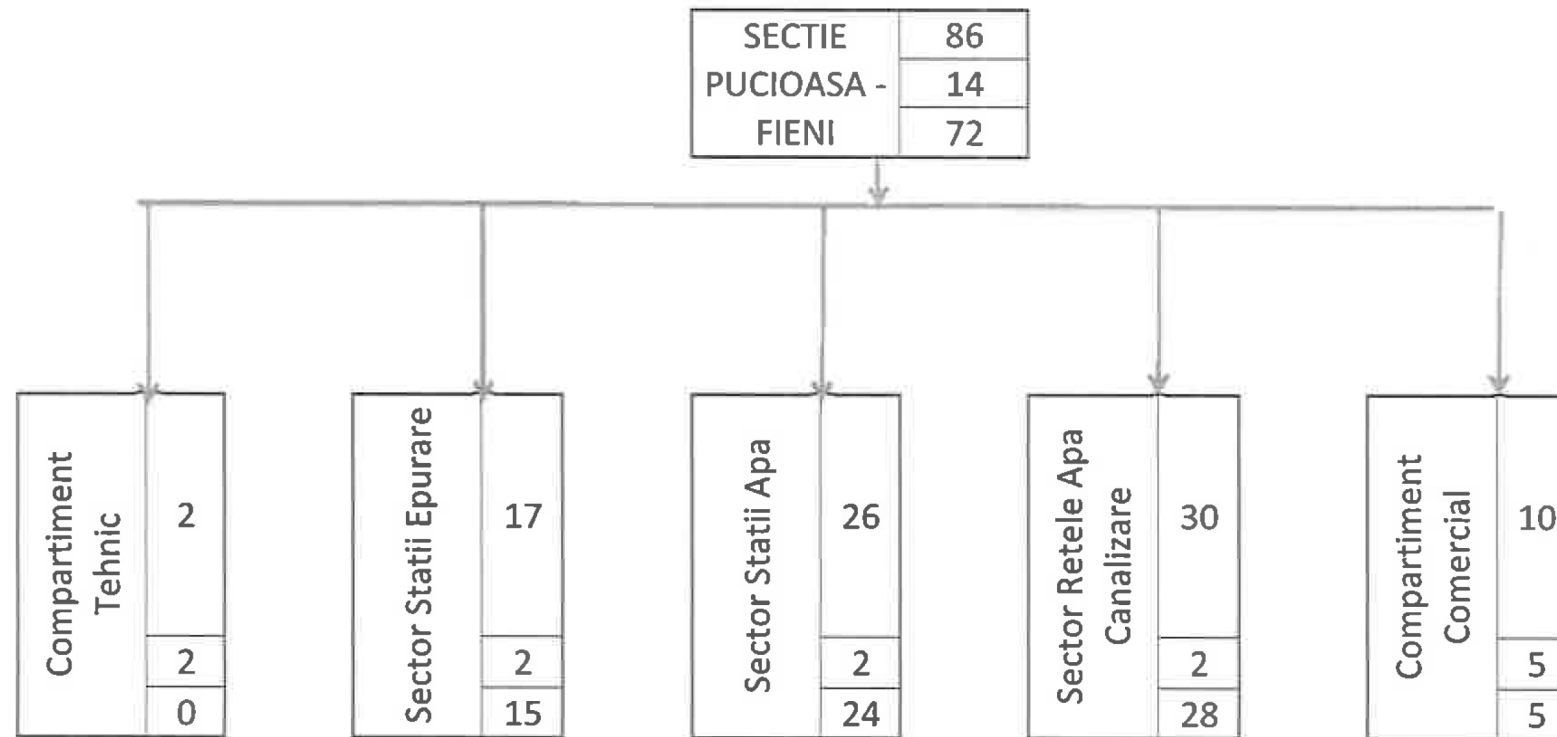 SECTIE
PUCIOASA -
FIENI
86
14
72
Compartiment
Tehnic
2
2
0
Sector Statii Epurare
17
2
15
Sector Statii Apa
26
2
24
Sector Retele Apa
Canalizare
30
2
28
Compartiment
Comercial
10
5
5